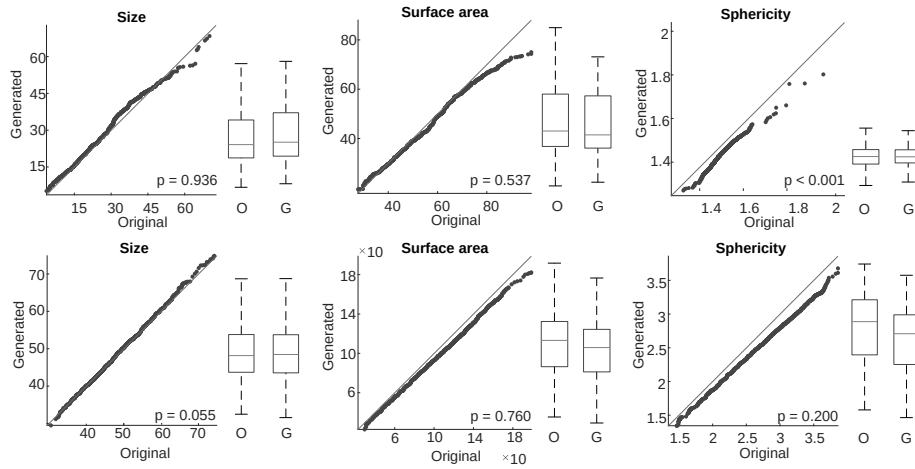 Size
Surface area
Sphericity
Generated
60
45
30
15
15 30 45 60
Original
p = 0.936
O G
Generated
80
60
40
40 60 80
Original
p = 0.537
O G
Generated
2
1.8
1.6
1.4
1.4 1.6 1.8 2
Original
p < 0.001
O G
Size
Surface area
Sphericity
Generated
70
60
50
40
40 50 60 70
Original
p = 0.055
O G
×10
Generated
18
14
10
6
6 10 14 18
Original ×10
p = 0.760
O G
Generated
3.5
3
2.5
2
1.5
1.5 2 2.5 3 3.5
Original
p = 0.200
O G